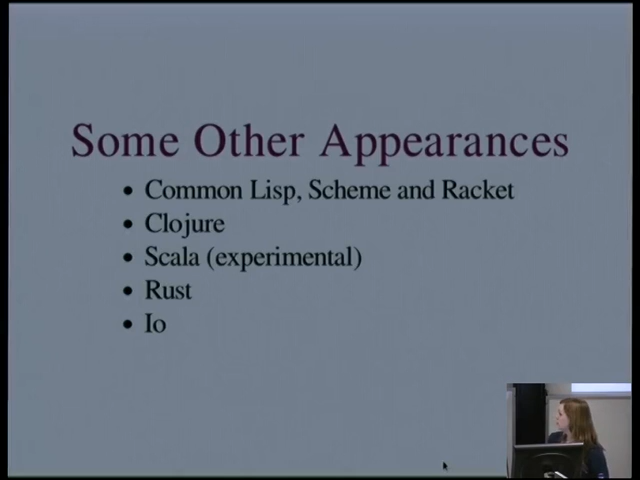 Some Other Appearances
• Common Lisp, Scheme and Racket
• Clojure
• Scala (experimental)
• Rust
• Io